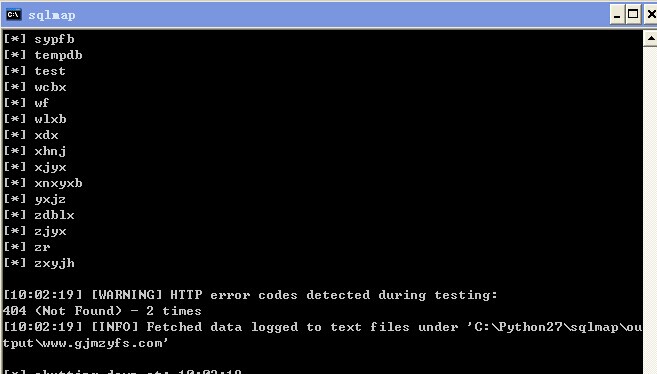 sqlmap
[*] sypfb
[*] tempdb
[*] test
[*] wcbx
[*] wf
[*] wlxb
[*] xdx
[*] xhnj
[*] xjyx
[*] xnxyxb
[*] yxjz
[*] zdblx
[*] zjyx
[*] zr
[*] zxyjh
[10:02:19] [WARNING] HTTP error codes detected during testing:
404 (Not Found) - 2 times
[10:02:19] [INFO] Fetched data logged to text files under 'C:\Python27\sqlmap\ou
tput\www.gjmzyfs.com'